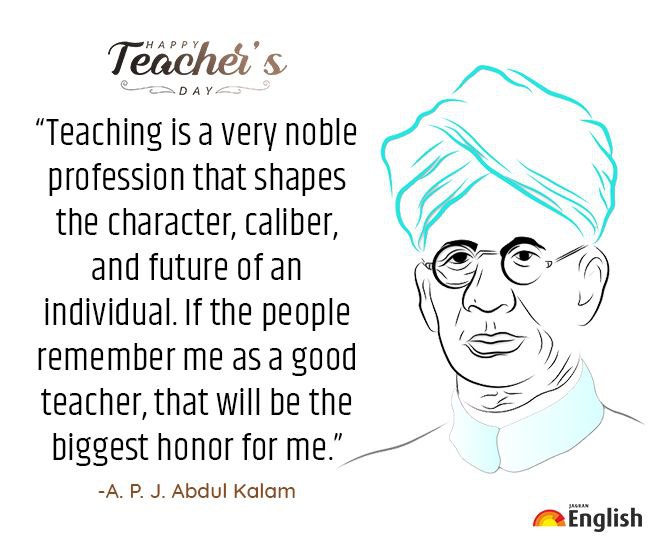 HAPPY
Teacher's
DAY
“Teaching is a very noble
profession that shapes
the character, caliber,
and future of an
individual. If the people
remember me as a good
teacher, that will be the
biggest honor for me.”
-A. P. J. Abdul Kalam
JAGRAN
English